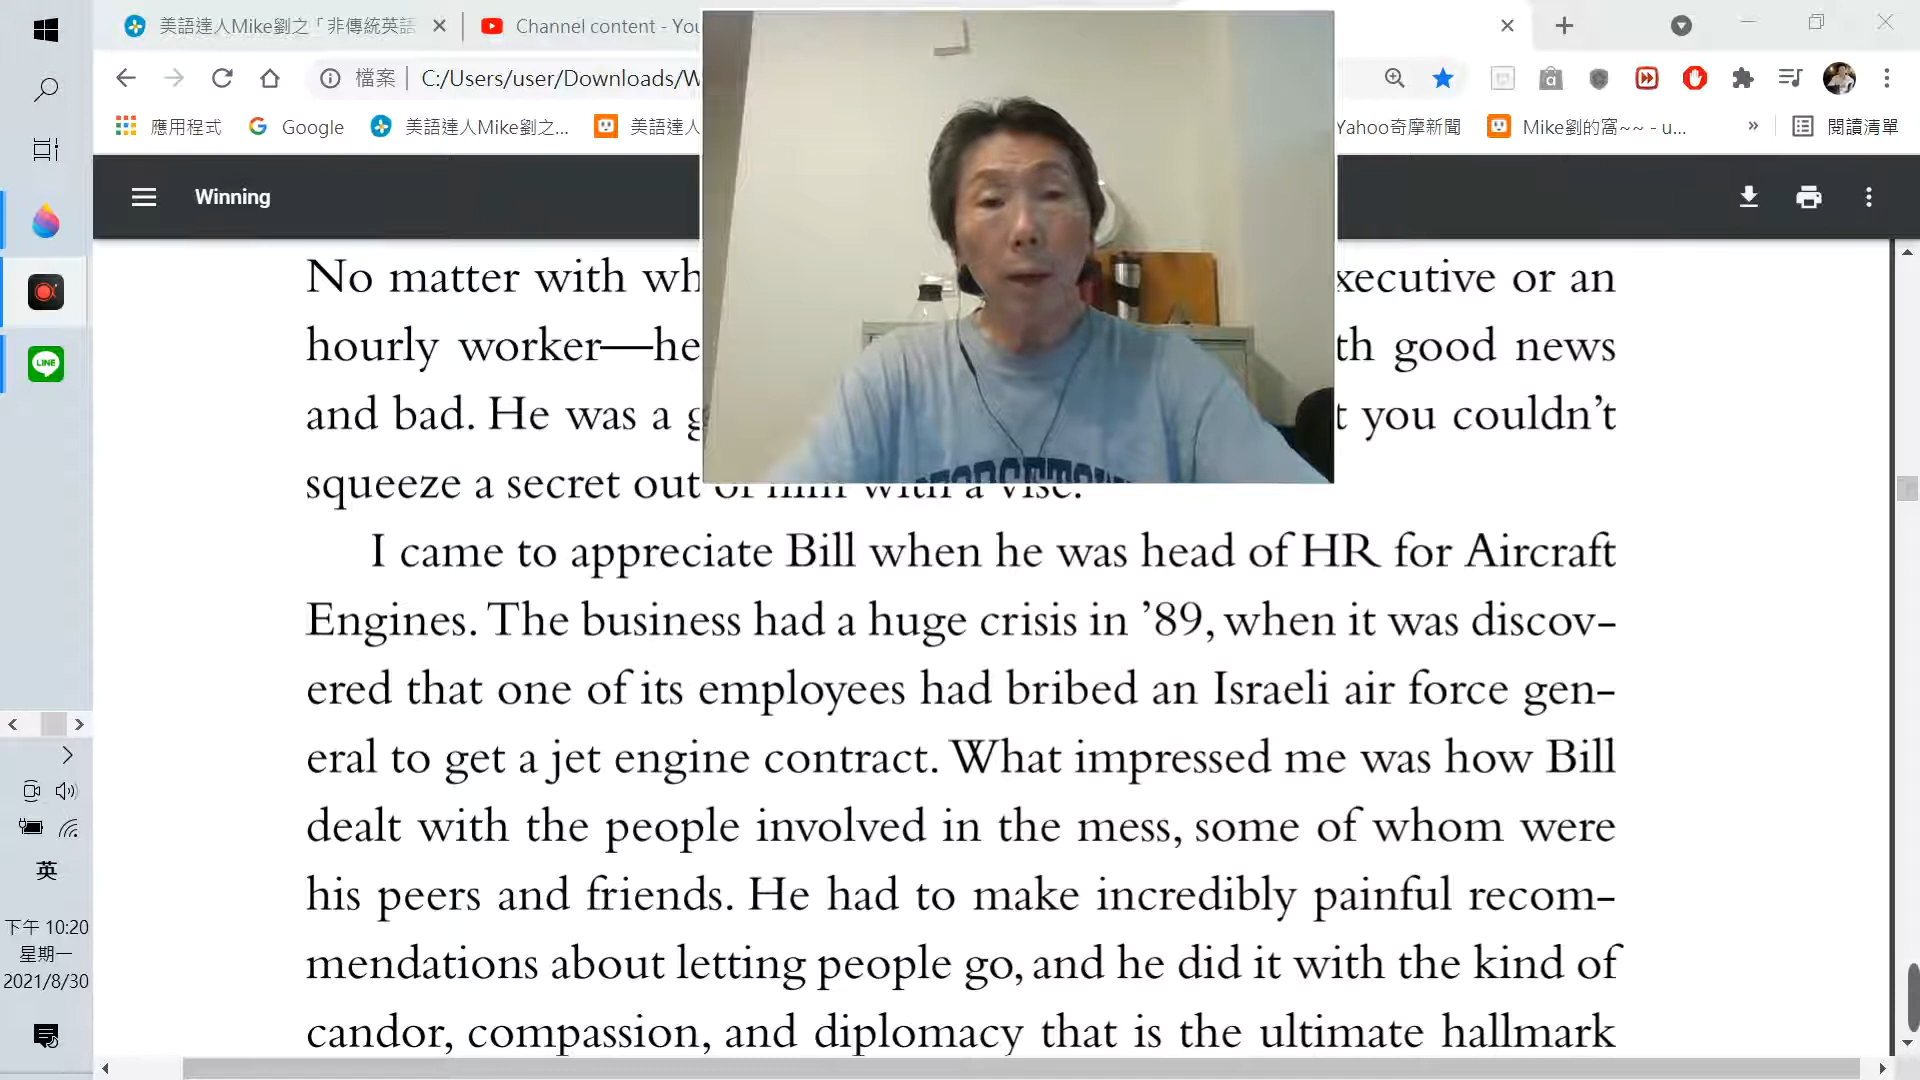 美語達人Mike劉之「非傳統英語
Channel content - You
檔案
C:/Users/user/Downloads/W
應用程式
Google
美語達人Mike劉之...
美語達人
Yahoo奇摩新聞
Mike劉的窩~~ - u...
»
閱讀清單
Winning
No matter with wh xecutive or an
hourly worker—he th good news
and bad. He was a g t you couldn't
squeeze a secret out of him with a vise.
I came to appreciate Bill when he was head of HR for Aircraft
Engines. The business had a huge crisis in ’89, when it was discov-
ered that one of its employees had bribed an Israeli air force gen-
eral to get a jet engine contract. What impressed me was how Bill
dealt with the people involved in the mess, some of whom were
his peers and friends. He had to make incredibly painful recom-
mendations about letting people go, and he did it with the kind of
candor, compassion, and diplomacy that is the ultimate hallmark
LINE
英
下午 10:20
星期一
2021/8/30